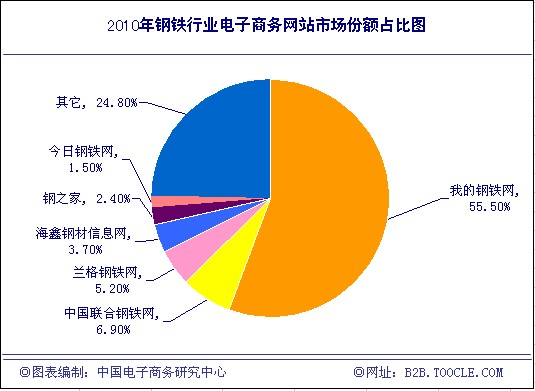 2010年钢铁行业电子商务网站市场份额占比图
其它, 24.80%
今日钢铁网,
1.50%
钢之家, 2.40%
海鑫钢材信息网,
3.70%
兰格钢铁网,
5.20%
中国联合钢铁网,
6.90%
我的钢铁网,
55.50%
◎图表编制：中国电子商务研究中心
◎网址：B2B.TOOCLE.COM